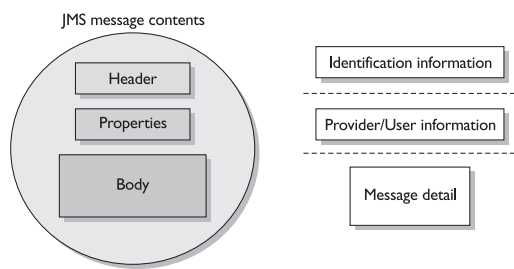 JMS message contents
Header
Identification information
Properties
Provider/User information
Body
Message detail